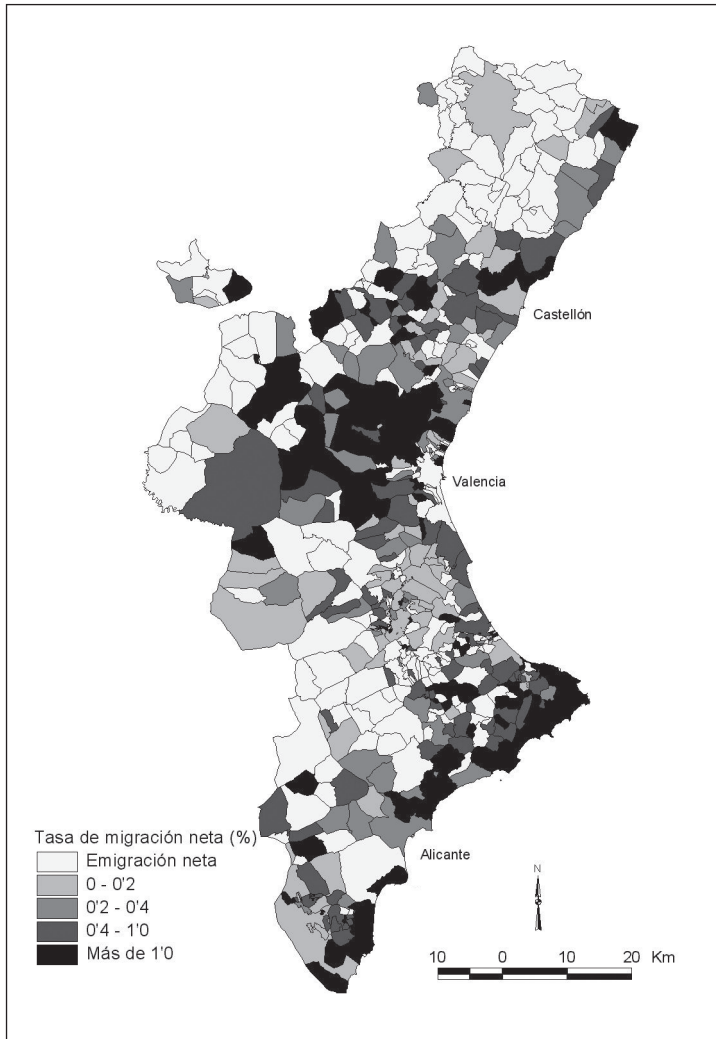 Castellón
Valencia
Alicante
Tasa de migración neta (%)
Emigración neta
0 - 0'2
0'2 - 0'4
0'4 - 1'0
Más de 1'0
N
10 0 10 20 Km